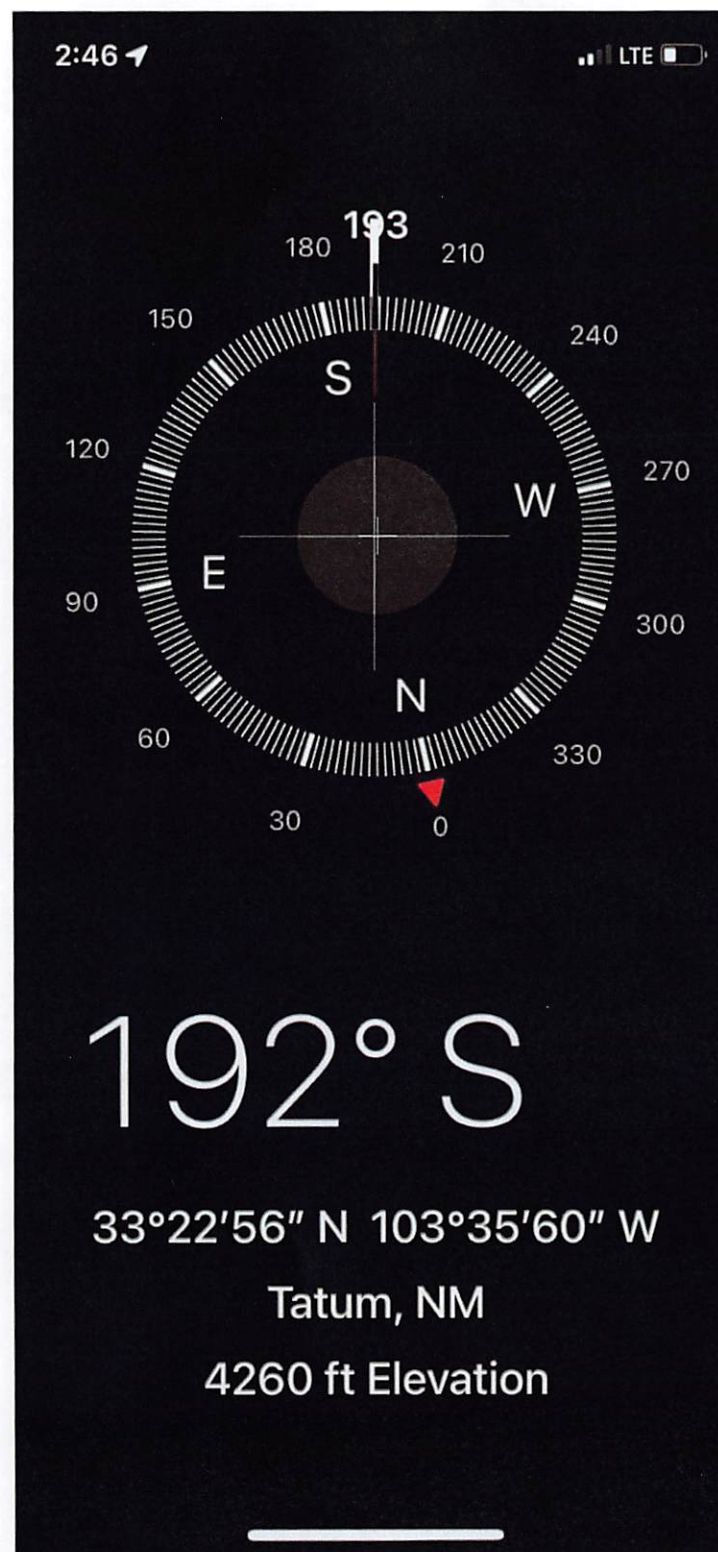 2:46 LTE
193
180 210
150 240
S
120 270
W
E
90 300
N
60 330
30 0
192° S
33°22'56" N 103°35'60" W
Tatum, NM
4260 ft Elevation